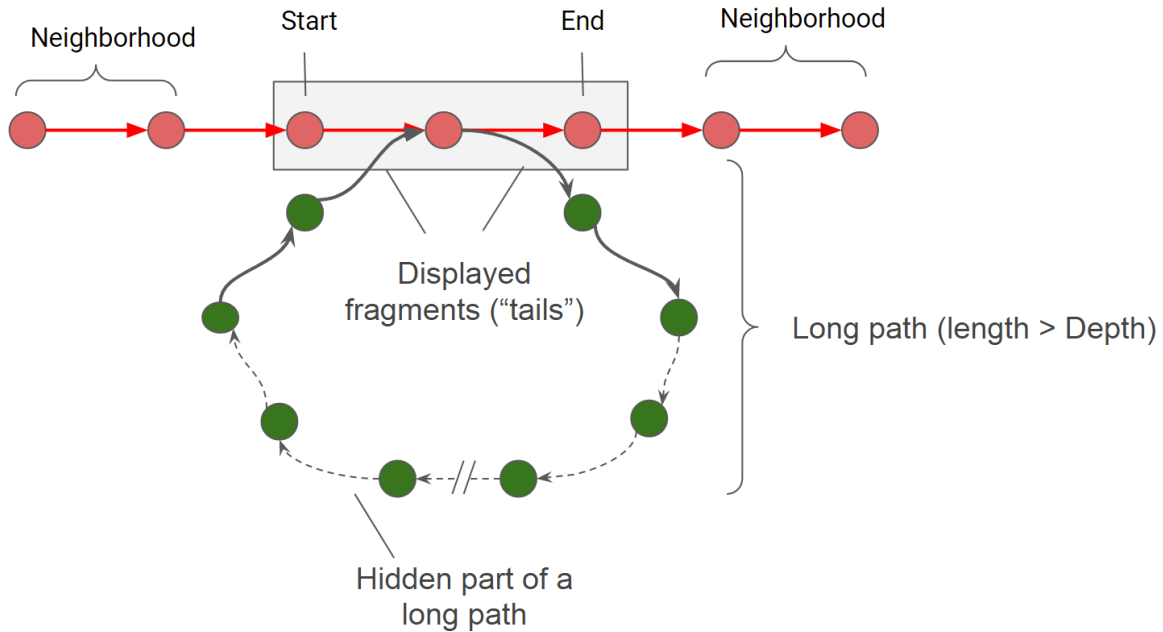 Neighborhood
Start
End
Neighborhood
Displayed
fragments (“tails”)
Long path (length > Depth)
Hidden part of a
long path